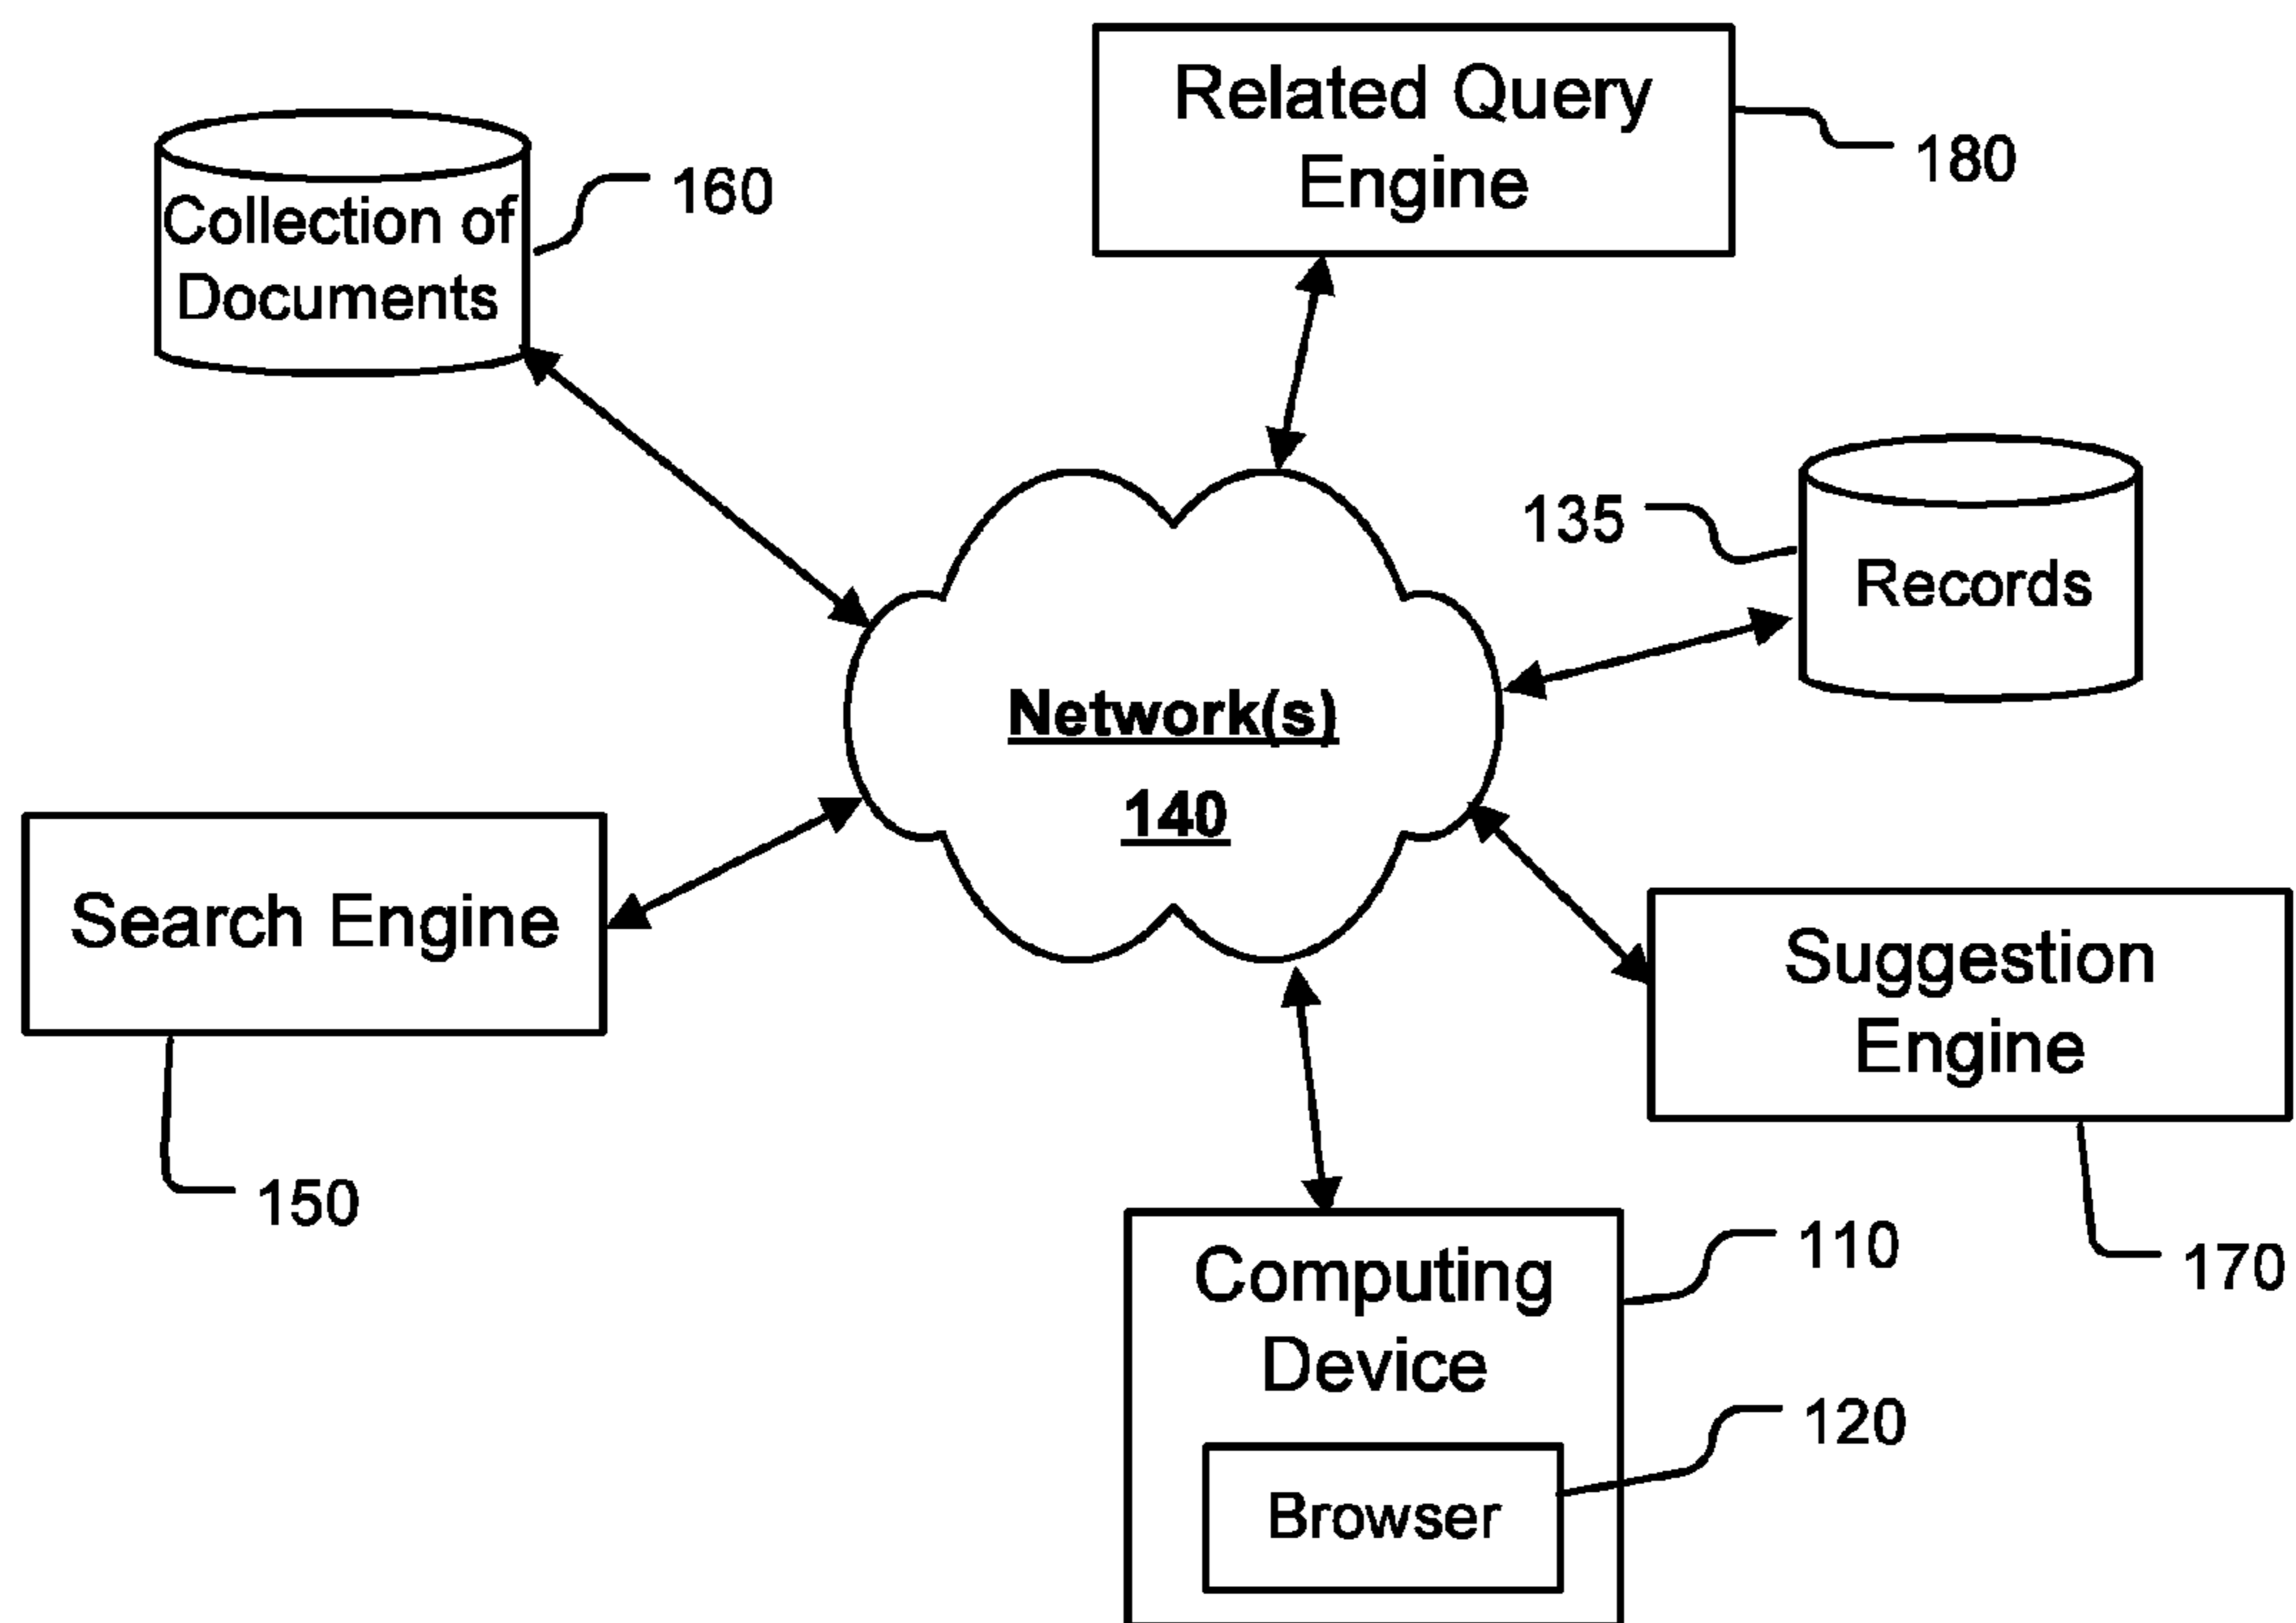 Related Query
Engine
180
Collection of
Documents
160
135
Records
Network(s)
140
Search Engine
150
Suggestion
Engine
170
Computing
Device
110
120
Browser